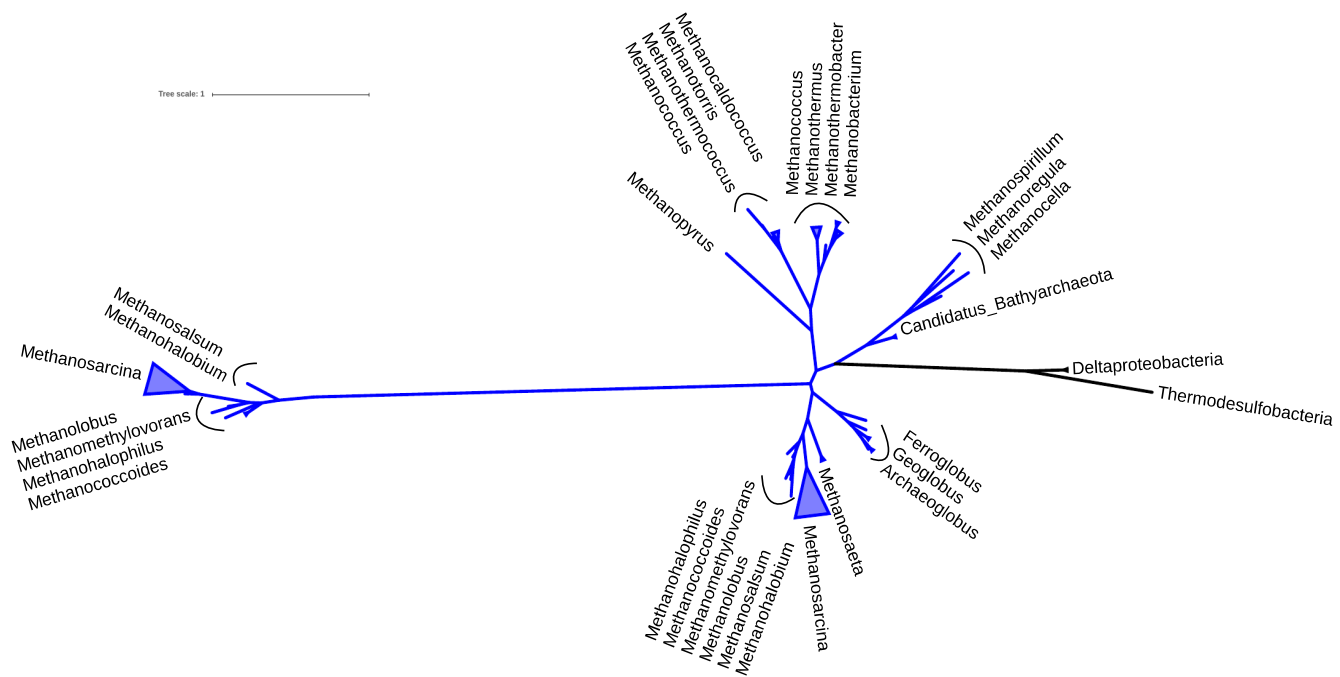 Tree scale: 1
Methanocaldococcus
Methanotorris
Methanothermococcus
Methanococcus
Methanococcus
Methanothermus
Methanothermobacter
Methanobacterium
Methanopyrus
Methanospirillum
Methanoregula
Methanocella
Candidatus_Bathyarchaeota
Deltaproteobacteria
Thermodesulfobacteria
Methanosalsum
Methanohalobium
Methanosarcina
Methanolobus
Methanomethylovorans
Methanohalophilus
Methanococcoides
Ferroglobus
Geoglobus
Archaeoglobus
Methanosaeta
Methanosarcina
Methanohalophilus
Methanococcoides
Methanomethylovorans
Methanolobus
Methanosalsum
Methanohalobium